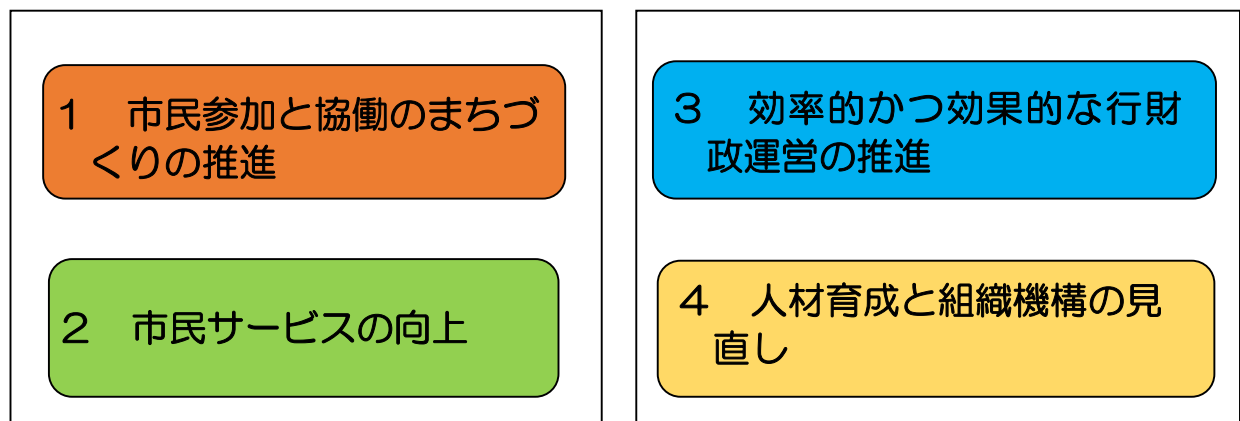 １　市民参加と協働のまちづ
くりの推進
２　市民サービスの向上
３　効率的かつ効果的な行財
政運営の推進
４　人材育成と組織機構の見
直し